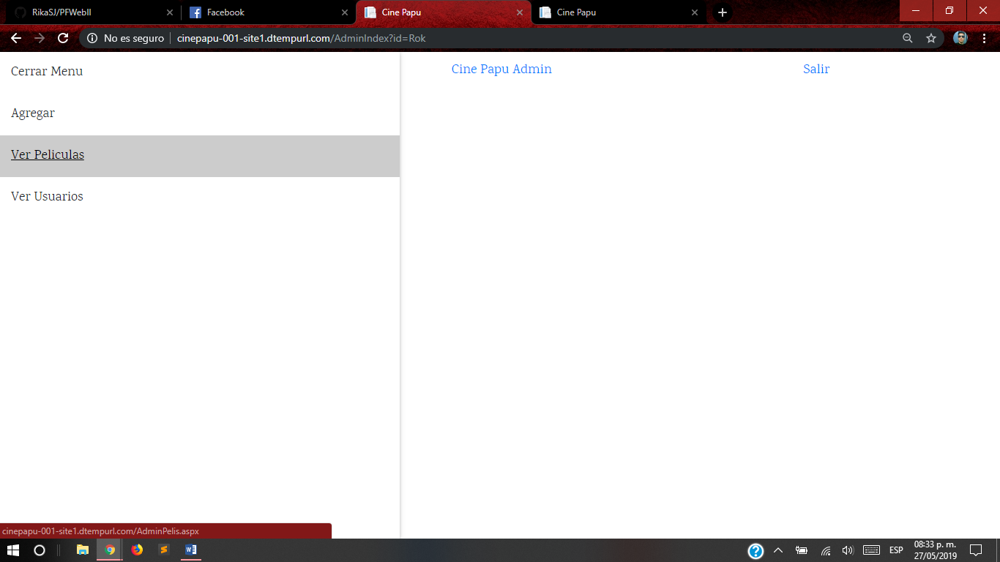 RikaSJ/PFWebII
Facebook
Cine Papu
Cine Papu
No es seguro cinepapu-001-site1.dtempurl.com/AdminIndex?id=Rok
Cerrar Menu
Cine Papu Admin
Salir
Agregar
Ver Peliculas
Ver Usuarios
cinepapu-001-site1.dtempurl.com/AdminPelis.aspx
ESP
08:33 p. m.
27/05/2019